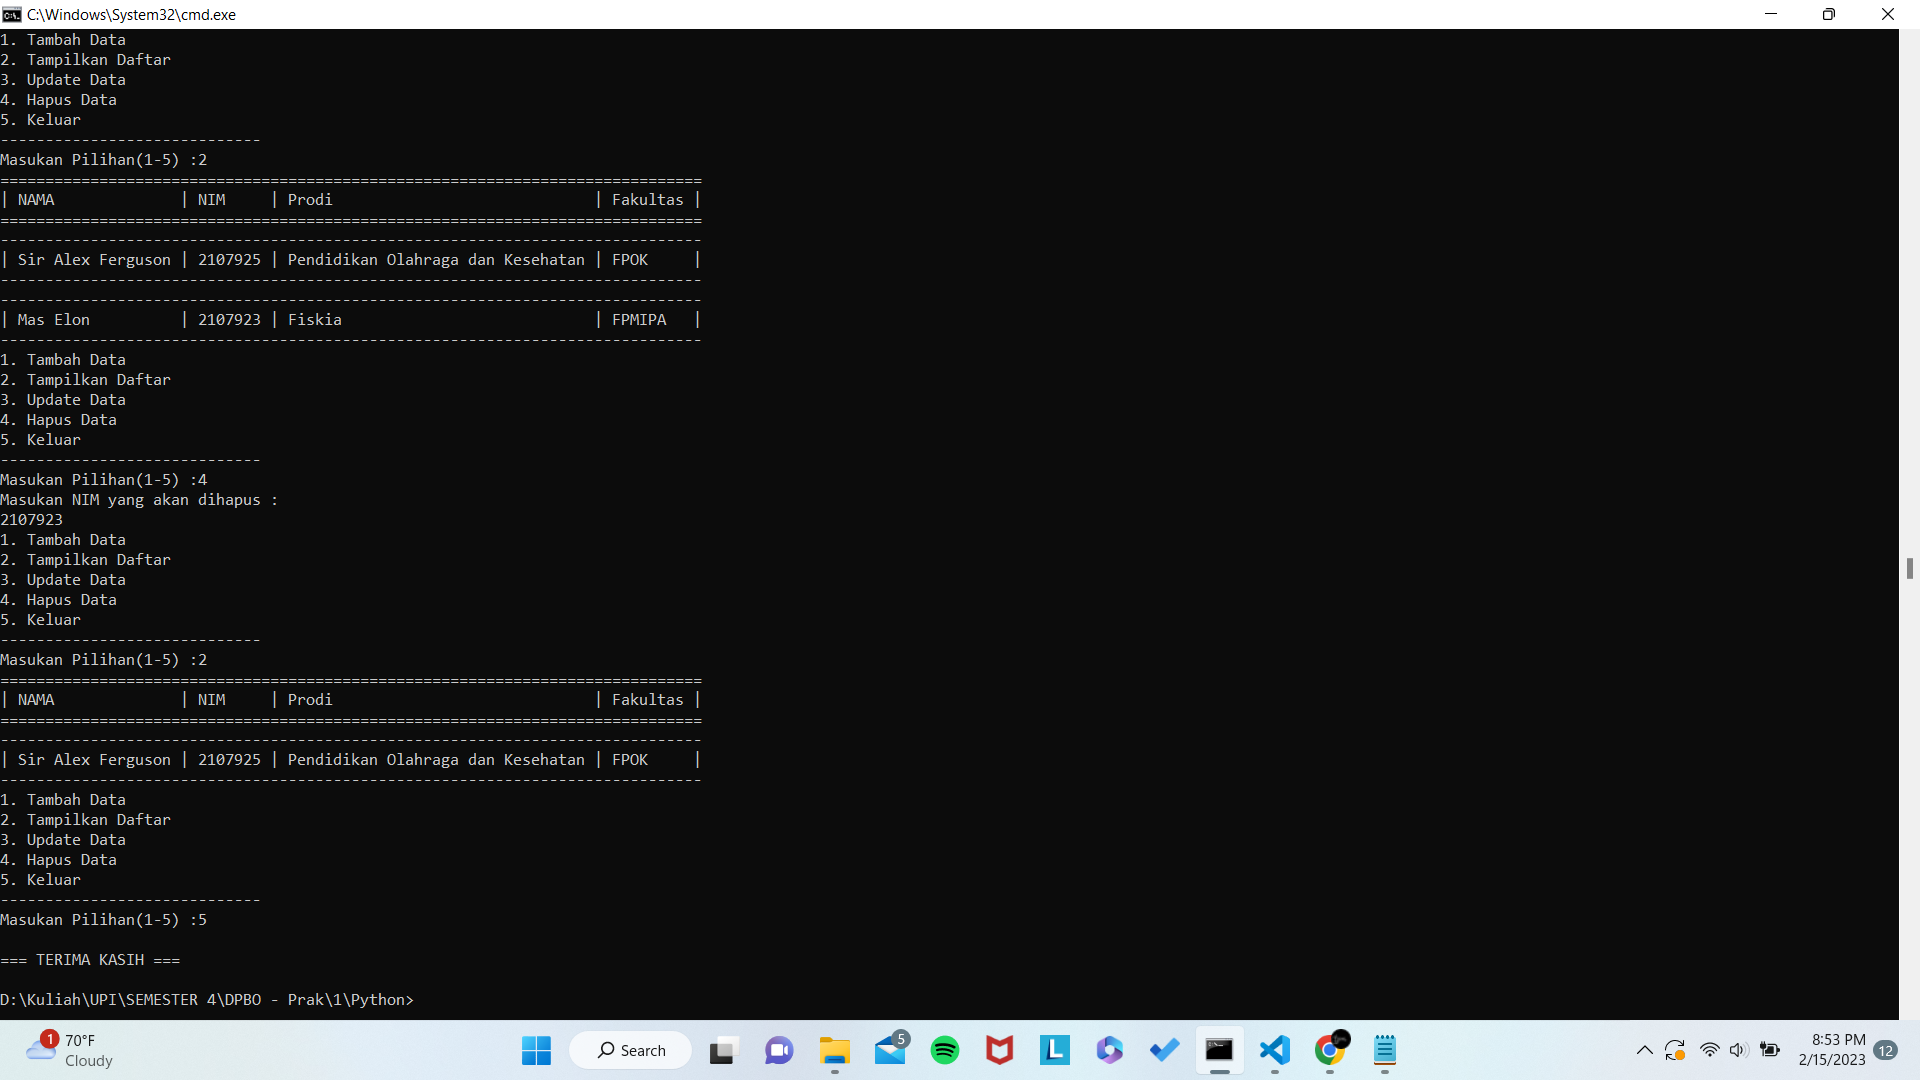 C:\Windows\System32\cmd.exe
1. Tambah Data
2. Tampilkan Daftar
3. Update Data
4. Hapus Data
5. Keluar
-----------------------------
Masukan Pilihan(1-5) :2
==============================================================================
| NAMA              | NIM     | Prodi                             | Fakultas |
==============================================================================
------------------------------------------------------------------------------
| Sir Alex Ferguson | 2107925 | Pendidikan Olahraga dan Kesehatan | FPOK     |
------------------------------------------------------------------------------
------------------------------------------------------------------------------
| Mas Elon          | 2107923 | Fiskia                            | FPMIPA   |
------------------------------------------------------------------------------
1. Tambah Data
2. Tampilkan Daftar
3. Update Data
4. Hapus Data
5. Keluar
-----------------------------
Masukan Pilihan(1-5) :4
Masukan NIM yang akan dihapus :
2107923
1. Tambah Data
2. Tampilkan Daftar
3. Update Data
4. Hapus Data
5. Keluar
-----------------------------
Masukan Pilihan(1-5) :2
==============================================================================
| NAMA              | NIM     | Prodi                             | Fakultas |
==============================================================================
------------------------------------------------------------------------------
| Sir Alex Ferguson | 2107925 | Pendidikan Olahraga dan Kesehatan | FPOK     |
------------------------------------------------------------------------------
1. Tambah Data
2. Tampilkan Daftar
3. Update Data
4. Hapus Data
5. Keluar
-----------------------------
Masukan Pilihan(1-5) :5
=== TERIMA KASIH ===
D:\Kuliah\UPI\SEMESTER 4\DPBO - Prak\1\Python>
1
70°F
Cloudy
Search
5
L
8:53 PM
2/15/2023
12